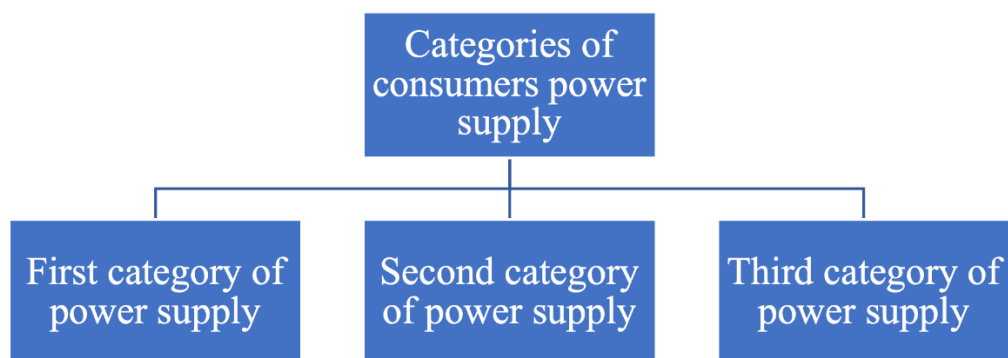 Categories of
consumers power
supply
First category of
power supply
Second category
of power supply
Third category of
power supply